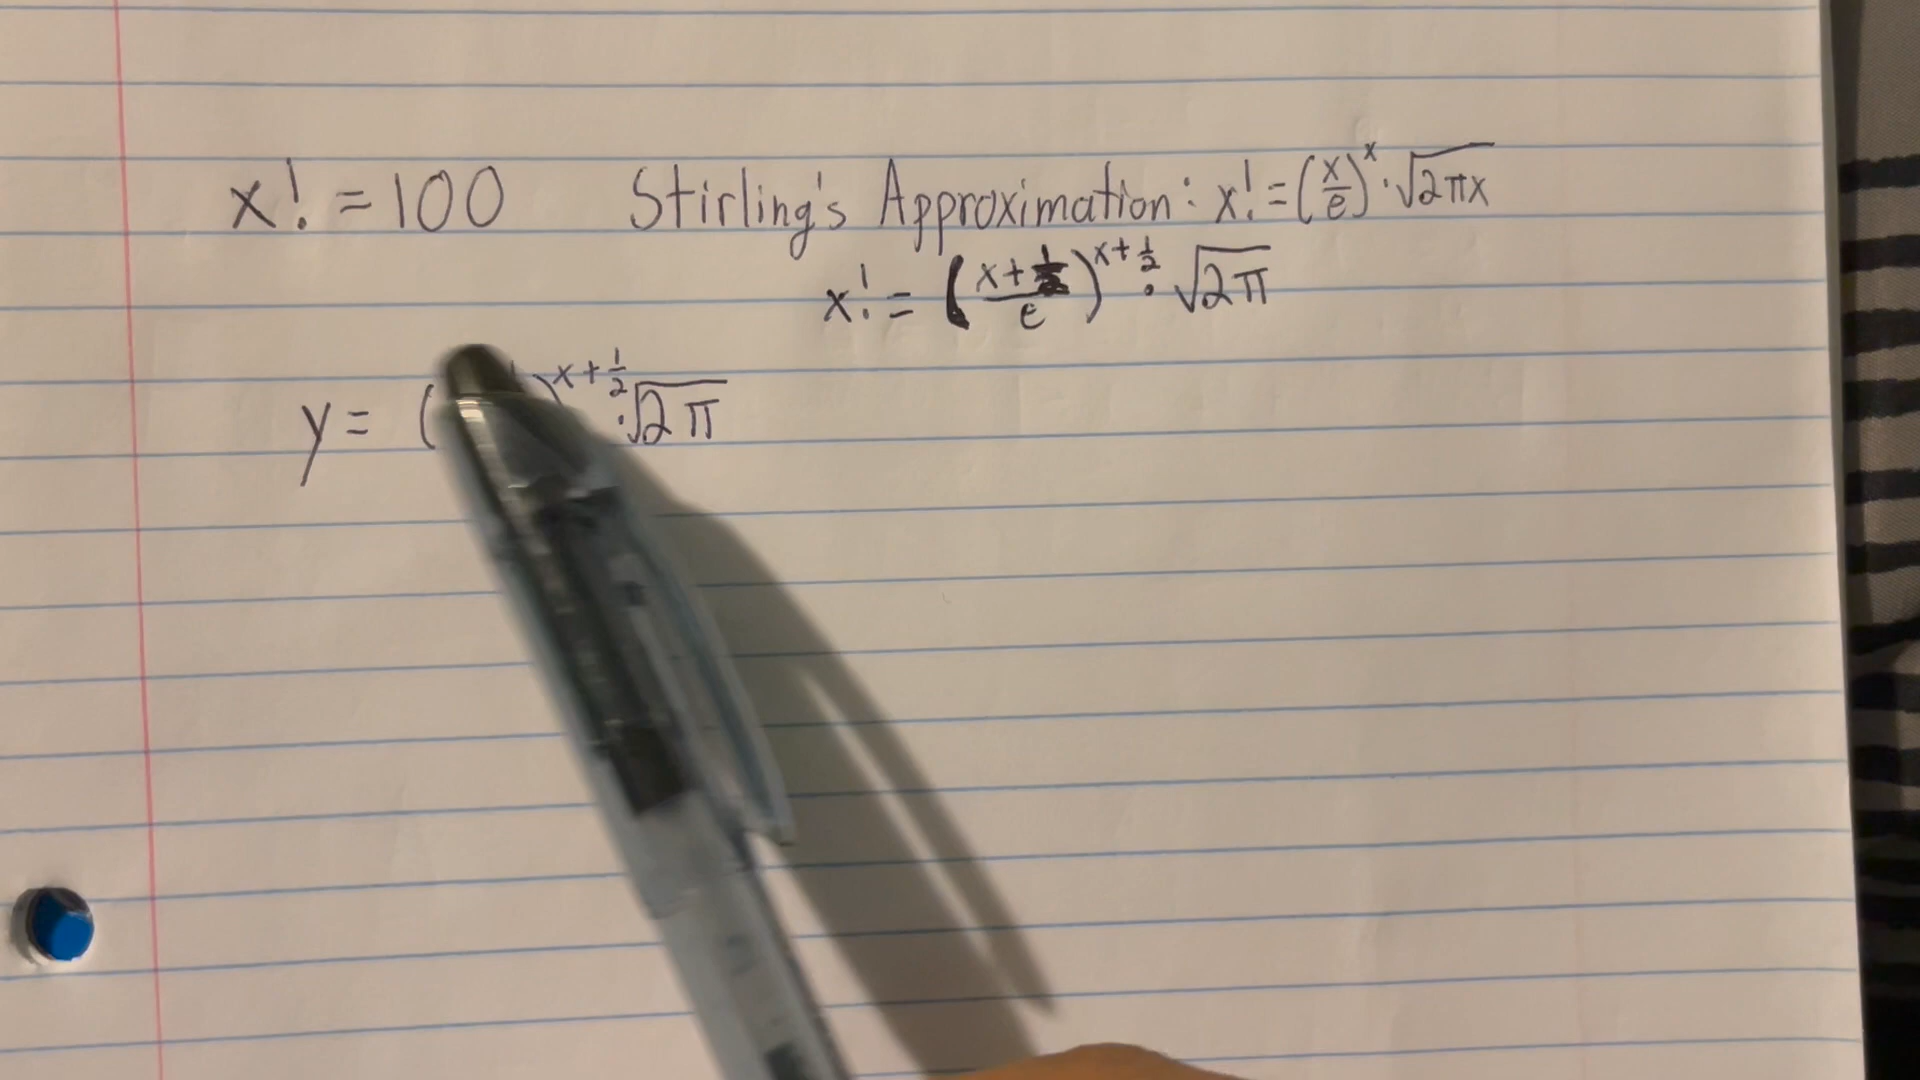 x! = 100 Stirling's Approximation: x! = (x/e)^x · √2πx
x! = ((x + 1/2)/e)^(x + 1/2) · √2π
y = ( )^(x + 1/2) · √2π